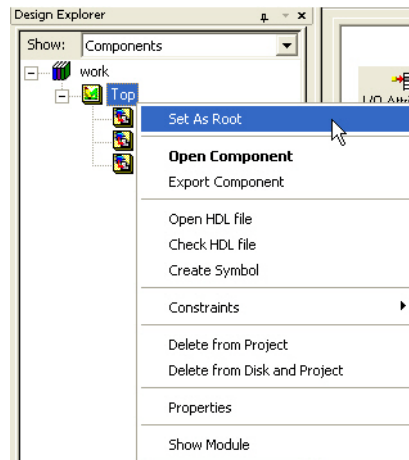 Design Explorer
Show: Components
work
Top
Set As Root
Open Component
Export Component
Open HDL file
Check HDL file
Create Symbol
Constraints
Delete from Project
Delete from Disk and Project
Properties
Show Module